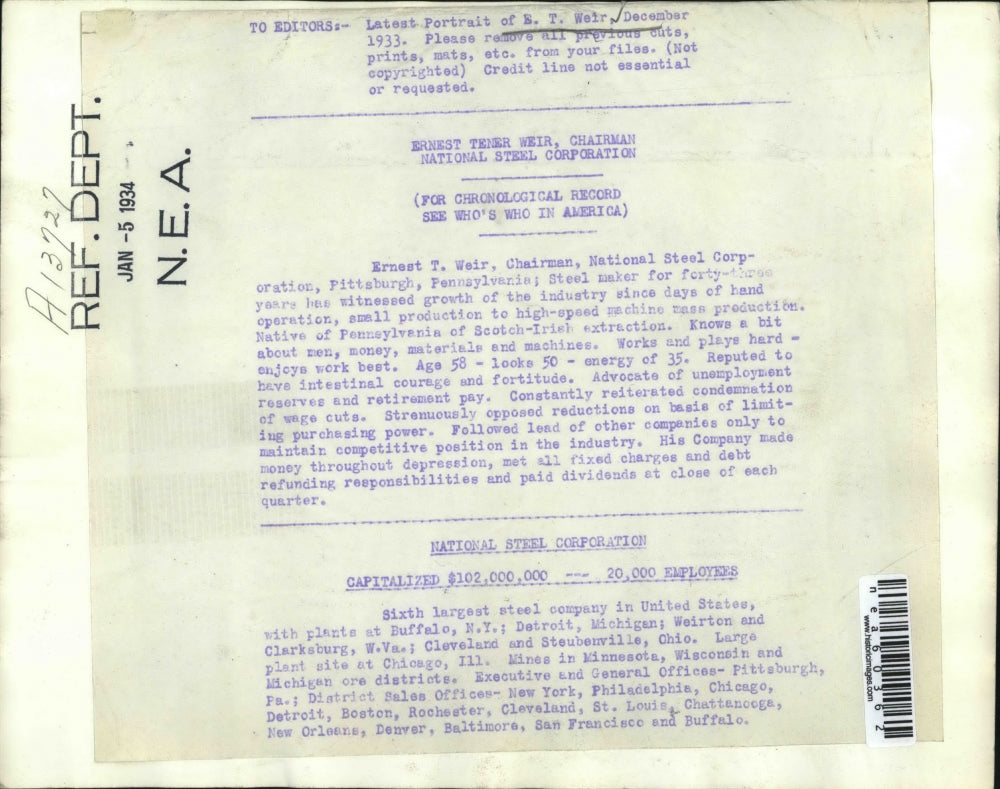 TO EDITORS:- Latest Portrait of E. T. Weir, December
1933. Please remove all previous cuts,
prints, mats, etc. from your files. (Not
copyrighted) Credit line not essential
or requested.
ERNEST TENER WEIR, CHAIRMAN
NATIONAL STEEL CORPORATION
(FOR CHRONOLOGICAL RECORD
SEE WHO'S WHO IN AMERICA)
Ernest T. Weir, Chairman, National Steel Corp-
oration, Pittsburgh, Pennsylvania; Steel maker for forty-three
years has witnessed growth of the industry since days of hand
operation, small production to high-speed machine mass production.
Native of Pennsylvania of Scotch-Irish extraction. Knows a bit
about men, money, materials and machines. Works and plays hard -
enjoys work best. Age 58 - looks 50 - energy of 35. Reputed to
have intestinal courage and fortitude. Advocate of unemployment
reserves and retirement pay. Constantly reiterated condemnation
of wage cuts. Strenuously opposed reductions on basis of limit-
ing purchasing power. Followed lead of other companies only to
maintain competitive position in the industry. His Company made
money throughout depression, met all fixed charges and debt
refunding responsibilities and paid dividends at close of each
quarter.
NATIONAL STEEL CORPORATION
CAPITALIZED $102,000,000 --- 20,000 EMPLOYEES
Sixth largest steel company in United States,
with plants at Buffalo, N.Y.; Detroit, Michigan; Weirton and
Clarksburg, W.Va.; Cleveland and Steubenville, Ohio. Large
plant site at Chicago, Ill. Mines in Minnesota, Wisconsin and
Michigan ore districts. Executive and General Offices- Pittsburgh,
Pa.; District Sales Offices- New York, Philadelphia, Chicago,
Detroit, Boston, Rochester, Cleveland, St. Louis, Chattanooga,
New Orleans, Denver, Baltimore, San Francisco and Buffalo.
A13727
REF. DEPT.
JAN -5 1934
N.E.A.
www.historicimages.com
nea60362